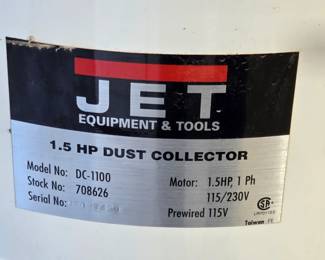 JET
EQUIPMENT & TOOLS
1.5 HP DUST COLLECTOR
Model No: DC-1100
Stock No: 708626
Serial No:
Motor: 1.5HP, 1 Ph
115/230V
Prewired 115V
Taiwan